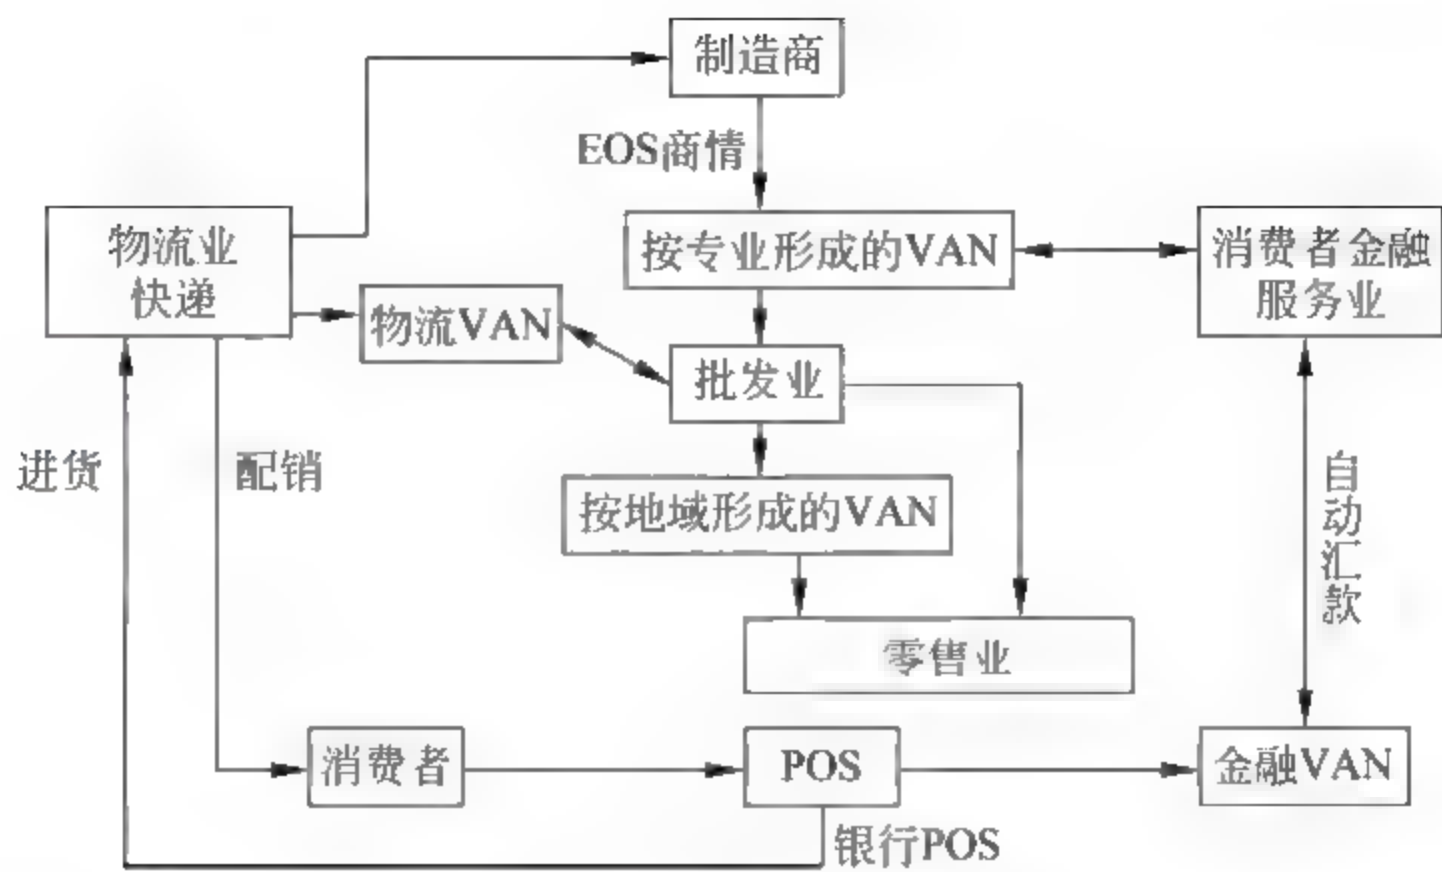 制造商
EOS商情
物流业
快递
按专业形成的VAN
消费者金融
服务业
物流VAN
批发业
进货
配销
自动汇款
按地域形成的VAN
零售业
消费者
POS
金融VAN
银行POS